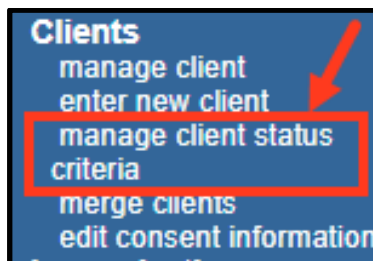 Clients
manage client
enter new client
manage client status
criteria
merge clients
edit consent information